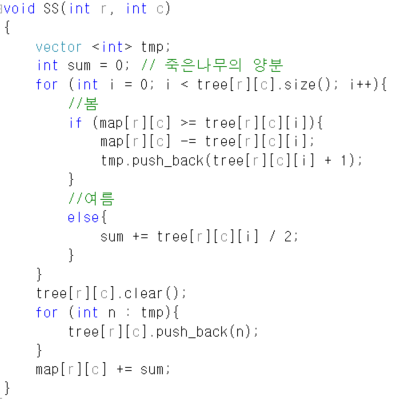 void SS(int r, int c)
{
    vector <int> tmp;
    int sum = 0; // 죽은나무의 양분
    for (int i = 0; i < tree[r][c].size(); i++){
        //봄
        if (map[r][c] >= tree[r][c][i]){
            map[r][c] -= tree[r][c][i];
            tmp.push_back(tree[r][c][i] + 1);
        }
        //여름
        else{
            sum += tree[r][c][i] / 2;
        }
    }
    tree[r][c].clear();
    for (int n : tmp){
        tree[r][c].push_back(n);
    }
    map[r][c] += sum;
}